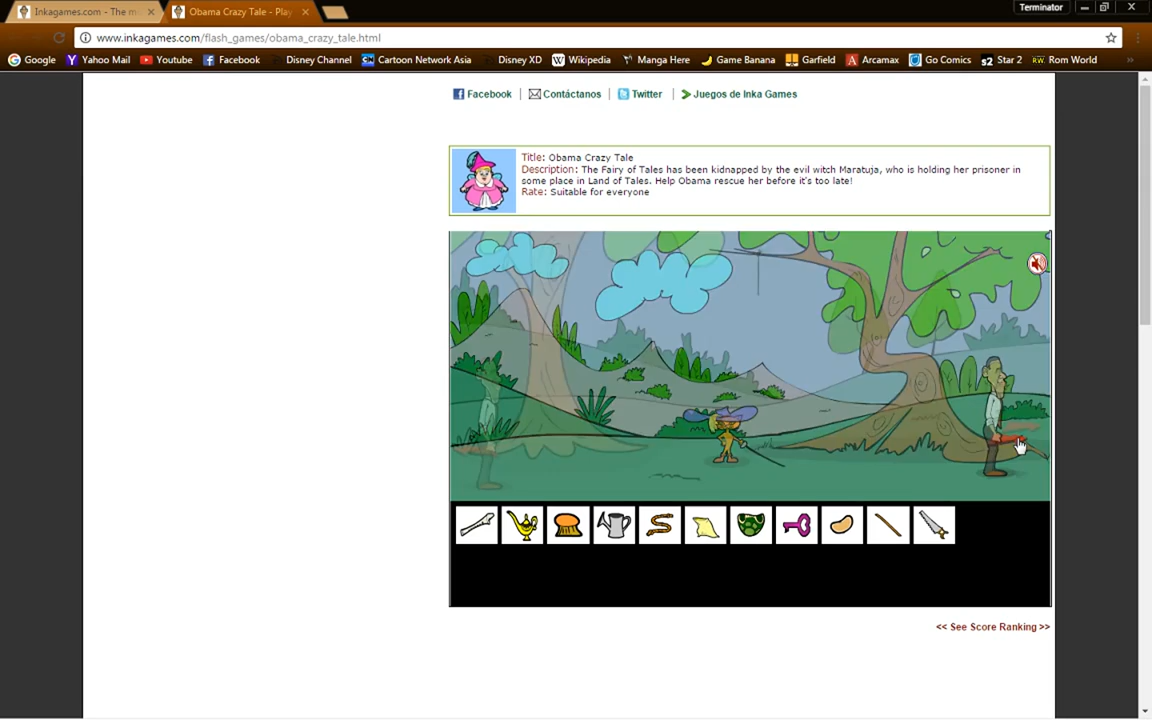 Inkagames.com - The m
Obama Crazy Tale - Play
Terminator
www.inkagames.com/flash_games/obama_crazy_tale.html
Google Yahoo Mail Youtube Facebook Disney Channel Cartoon Network Asia Disney XD Wikipedia Manga Here Game Banana Garfield Arcamax Go Comics Star 2 Rom World
Facebook | Contáctanos | Twitter | Juegos de Inka Games
Title: Obama Crazy Tale
Description: The Fairy of Tales has been kidnapped by the evil witch Maratuja, who is holding her prisoner in
some place in Land of Tales. Help Obama rescue her before it's too late!
Rate: Suitable for everyone
<< See Score Ranking >>